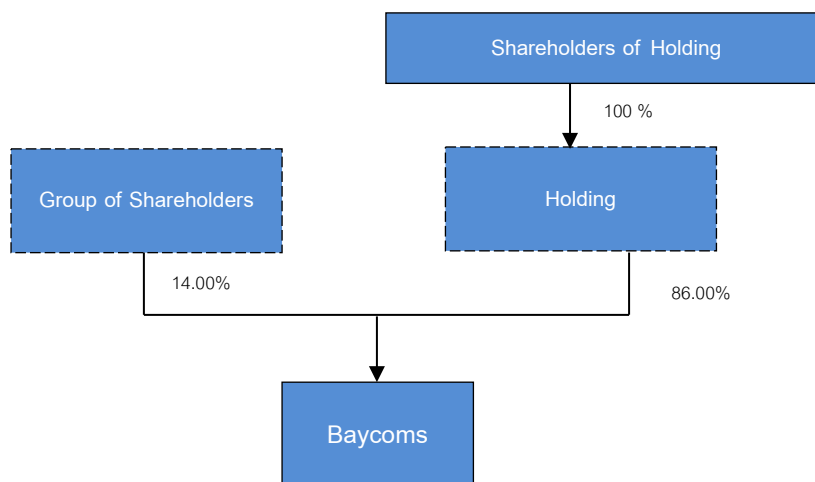 Shareholders of Holding
100 %
Group of Shareholders
Holding
14.00%
86.00%
Baycoms